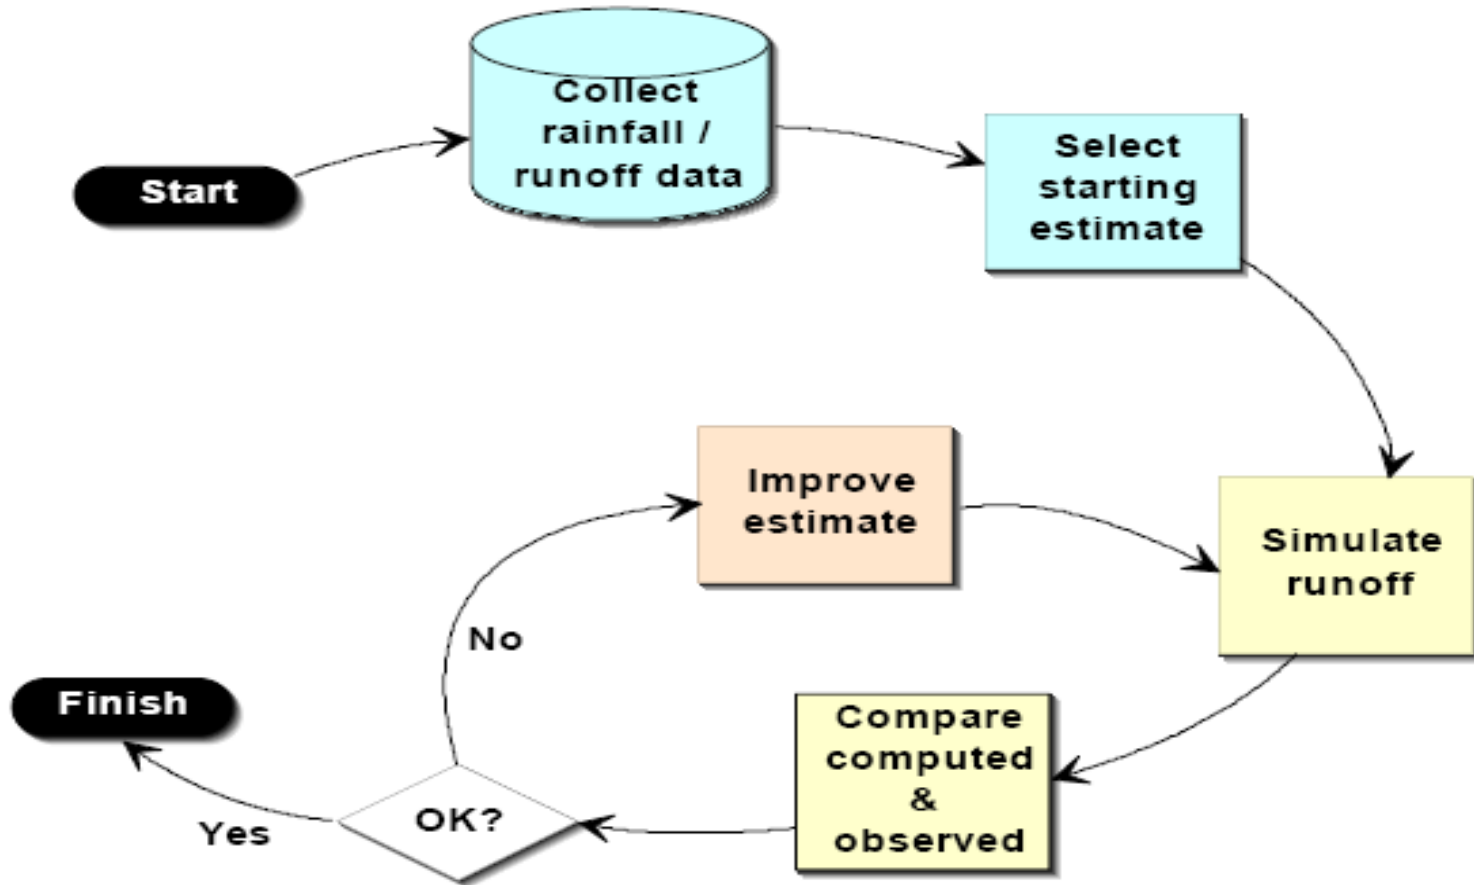 Start
Collect
rainfall /
runoff data
Select
starting
estimate
Simulate
runoff
Compare
computed
&
observed
OK?
No
Improve
estimate
Yes
Finish